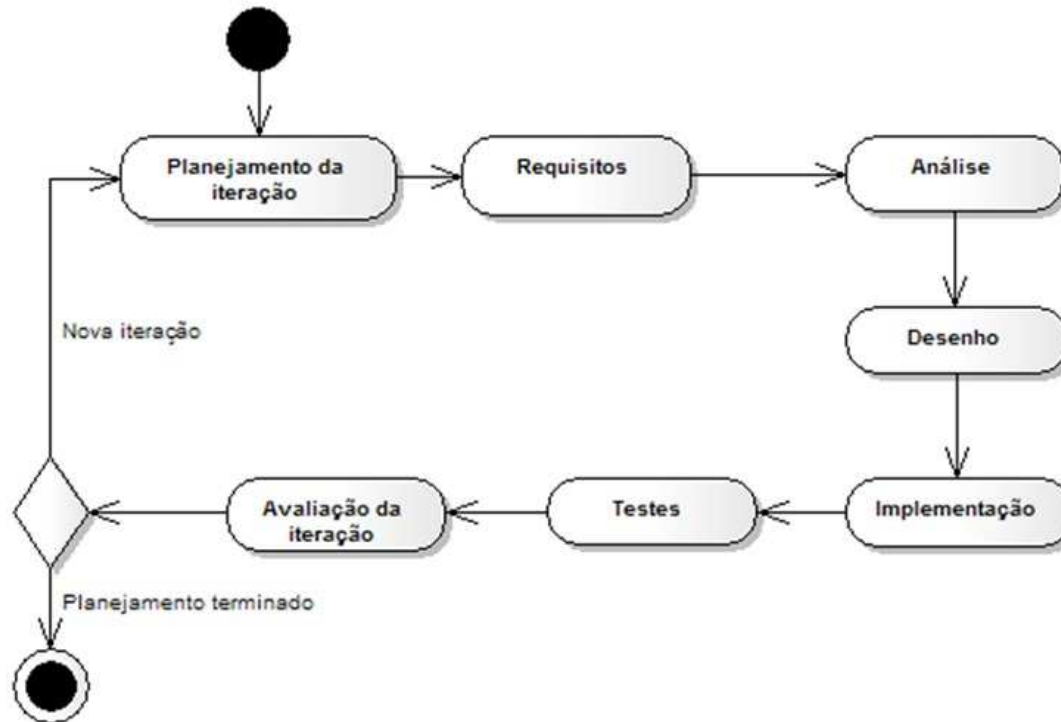 Planejamento da
iteração
Requisitos
Análise
Nova iteração
Desenho
Avaliação da
iteração
Testes
Implementação
Planejamento terminado